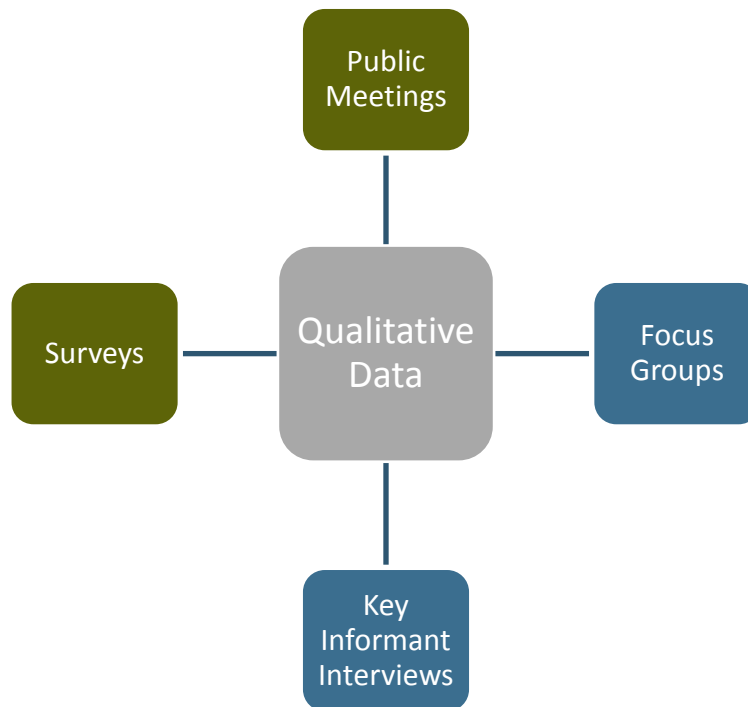 Public
Meetings
Surveys
Qualitative
Data
Focus
Groups
Key
Informant
Interviews